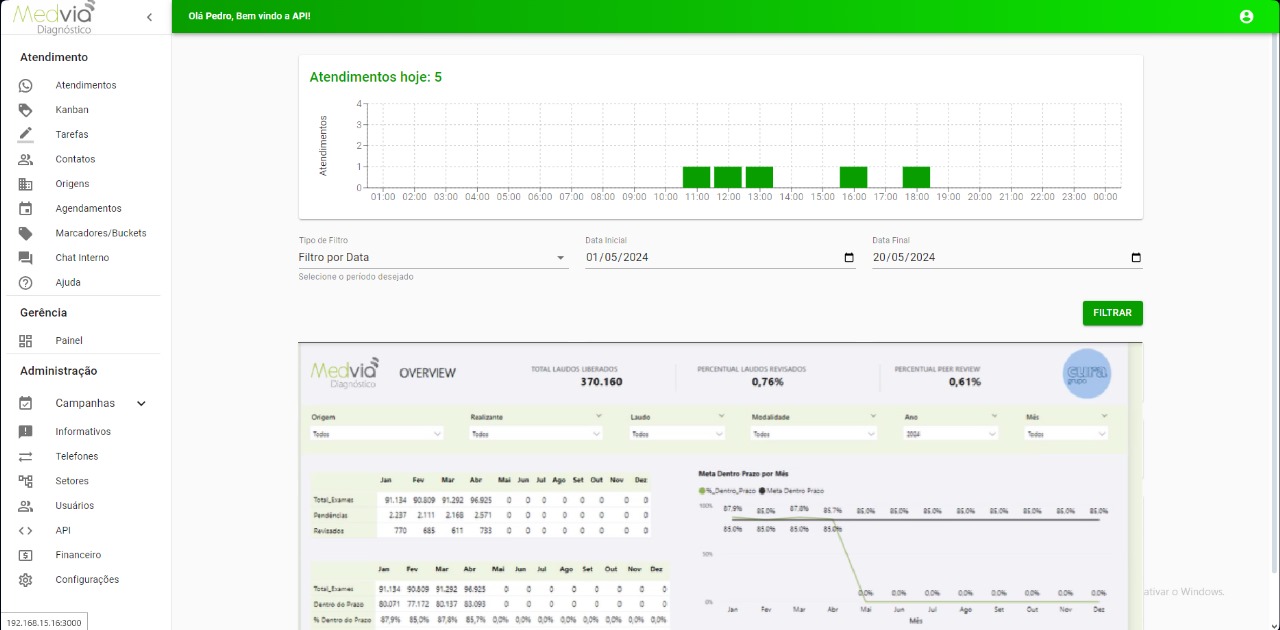 Medvia
Diagnóstico
Olá Pedro, Bem vindo a API!
Atendimento
Atendimentos
Kanban
Tarefas
Contatos
Origens
Agendamentos
Marcadores/Buckets
Chat Interno
Ajuda
Gerência
Painel
Administração
Campanhas
Informativos
Telefones
Setores
Usuários
API
Financeiro
Configurações
192.168.15.16:3000
Atendimentos hoje: 5
Atendimentos
4
3
2
1
0
01:00 02:00 03:00 04:00 05:00 06:00 07:00 08:00 09:00 10:00 11:00 12:00 13:00 14:00 15:00 16:00 17:00 18:00 19:00 20:00 21:00 22:00 23:00 00:00
Tipo de Filtro Data Inicial Data Final
Filtro por Data 01/05/2024 20/05/2024
Selecione o período desejado
FILTRAR
Medvia
Diagnóstico
OVERVIEW
TOTAL LAUDOS LIBERADOS
370.160
PERCENTUAL LAUDOS REVISADOS
0,76%
PERCENTUAL PEER REVIEW
0,61%
cura
grupo
Origem Realizante Laudo Modalidade Ano Mês
Todos Todos Todos Todos 2024 Todos
Jan Fev Mar Abr Mai Jun Jul Ago Set Out Nov Dez
Total_Exames 91.134 90.809 91.292 96.925 0 0 0 0 0 0 0 0
Pendências 2.237 2.111 2.168 2.571 0 0 0 0 0 0 0 0
Revisados 770 685 611 733 0 0 0 0 0 0 0 0
Jan Fev Mar Abr Mai Jun Jul Ago Set Out Nov Dez
Total_Exames 91.134 90.809 91.292 96.925 0 0 0 0 0 0 0 0
Dentro do Prazo 80.071 77.172 80.137 83.093 0 0 0 0 0 0 0 0
% Dentro do Prazo 87,9% 85,0% 87,8% 85,7% 0,0% 0,0% 0,0% 0,0% 0,0% 0,0% 0,0% 0,0%
Meta Dentro Prazo por Mês
%_Dentro_Prazo Meta Dentro Prazo
100%
50%
0%
87,9% 85,0% 87,8% 85,7% 85,0% 85,0% 85,0% 85,0% 85,0% 85,0% 85,0% 85,0%
85,0% 85,0% 85,0% 85,0%
0,0% 0,0% 0,0% 0,0% 0,0% 0,0% 0,0% 0,0%
Jan Fev Mar Abr Mai Jun Jul Ago Set Out Nov Dez
Mês
ativar o Windows.